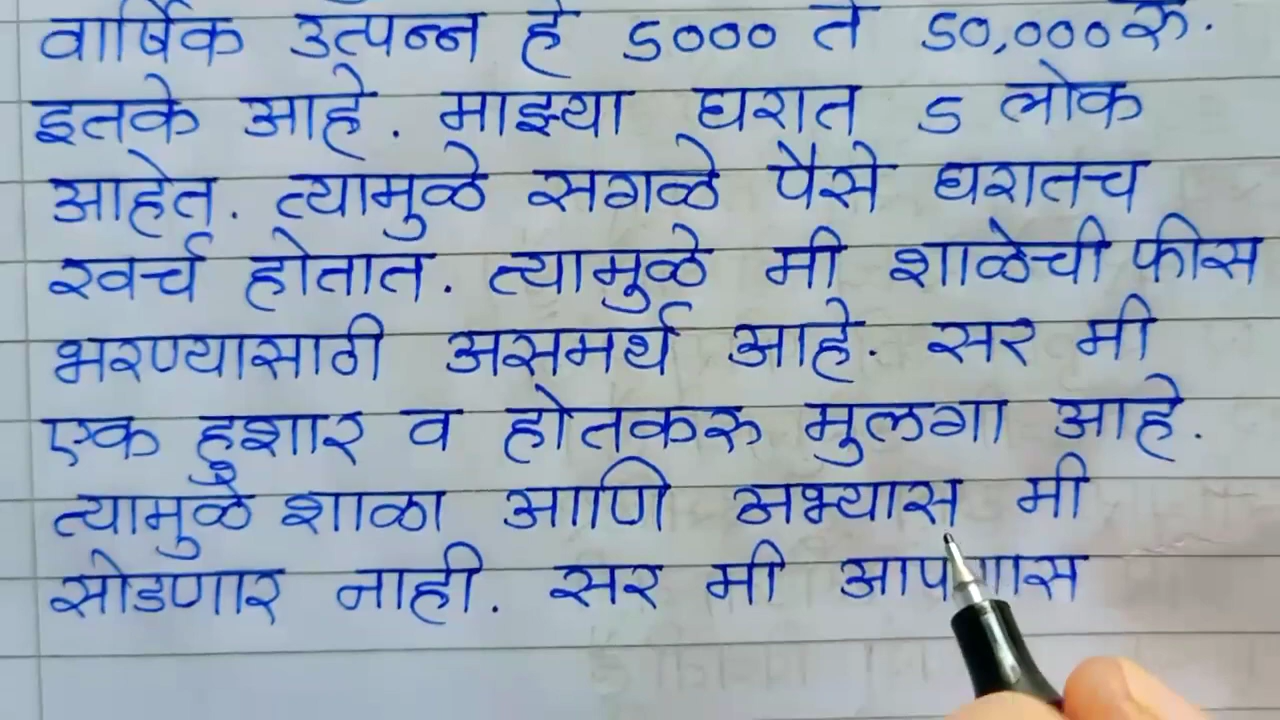 वार्षिक उत्पन्न हे 5000 ते 50,000 रु.
इतके आहे. माझ्या घरात 5 लोक
आहेत. त्यामुळे सगळे पैसे घरातच
खर्च होतात. त्यामुळे मी शाळेची फीस
भरण्यासाठी असमर्थ आहे. सर मी
एक हुशार व होतकरु मुलगा आहे.
त्यामुळे शाळा आणि अभ्यास मी
सोडणार नाही. सर मी आपणास